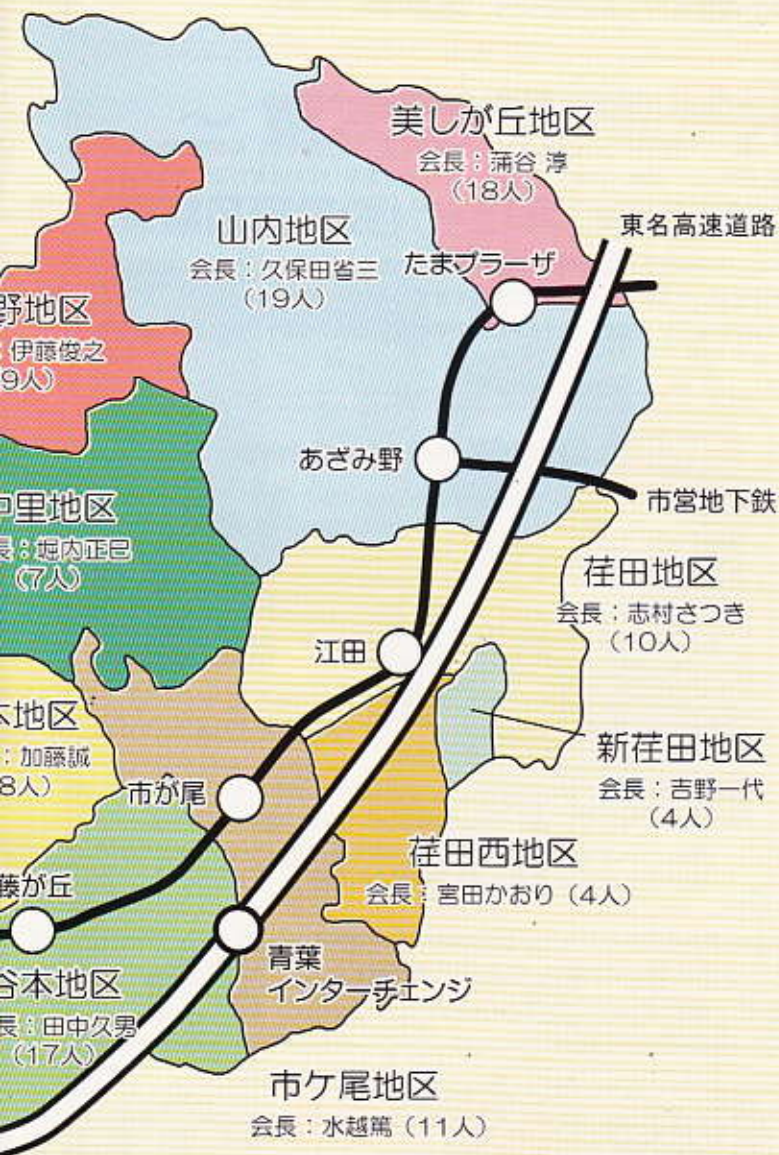 美しが丘地区
会長：蒲谷 淳
（18人）
東名高速道路
山内地区
会長：久保田省三
（19人）
たまプラーザ
野地区
：伊藤俊之
9人）
あざみ野
市営地下鉄
中里地区
長：堀内正巳
（7人）
荏田地区
会長：志村さつき
（10人）
江田
本地区
：加藤誠
8人）
新荏田地区
会長：吉野一代
（4人）
市が尾
荏田西地区
会長：宮田かおり（4人）
藤が丘
青葉
インターチェンジ
谷本地区
長：田中久男
（17人）
市ケ尾地区
会長：水越篤（11人）